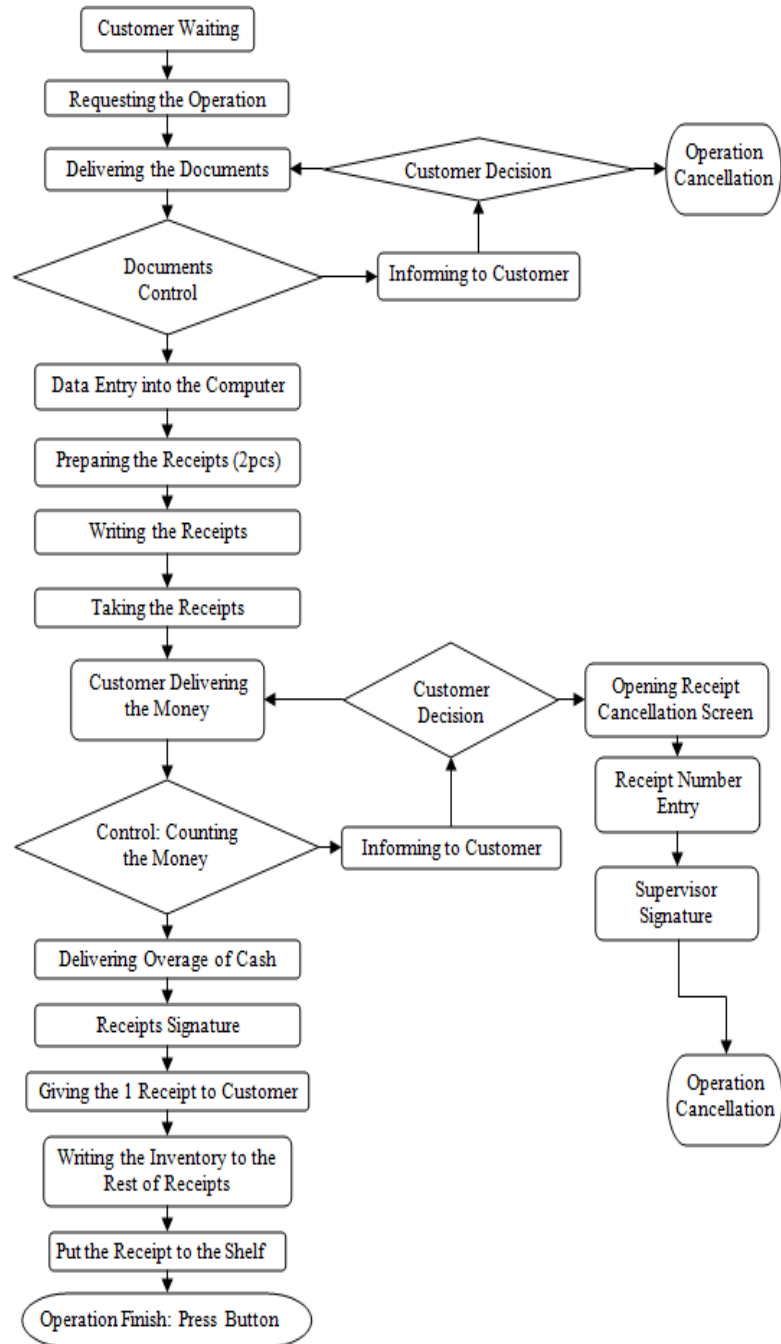 Customer Waiting
Requesting the Operation
Delivering the Documents
Customer Decision
Operation
Cancellation
Documents
Control
Informing to Customer
Data Entry into the Computer
Preparing the Receipts (2pcs)
Writing the Receipts
Taking the Receipts
Customer Delivering
the Money
Customer
Decision
Opening Receipt
Cancellation Screen
Receipt Number
Entry
Control: Counting
the Money
Informing to Customer
Supervisor
Signature
Delivering Overage of Cash
Receipts Signature
Giving the 1 Receipt to Customer
Operation
Cancellation
Writing the Inventory to the
Rest of Receipts
Put the Receipt to the Shelf
Operation Finish: Press Button